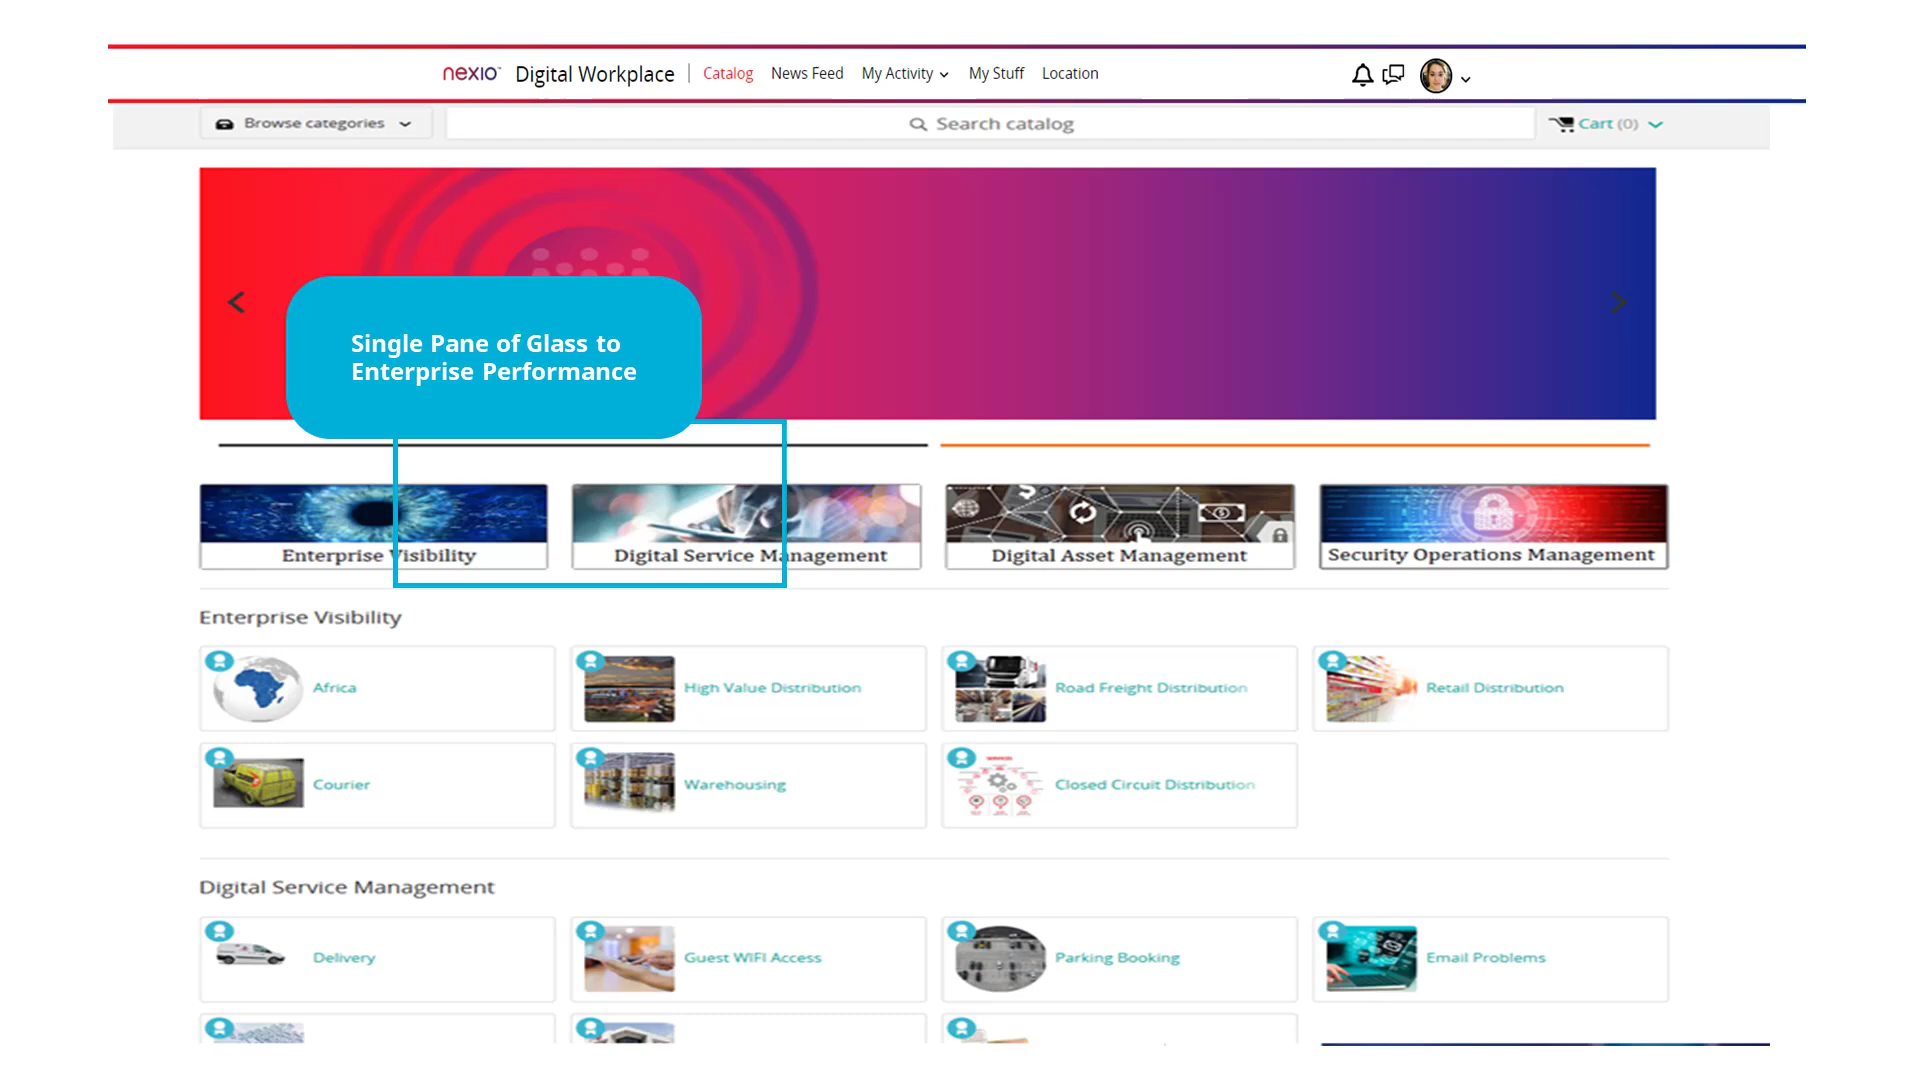 nexio Digital Workplace Catalog News Feed My Activity My Stuff Location
Browse categories Search catalog Cart (0)
Single Pane of Glass to
Enterprise Performance
Enterprise Visibility Digital Service Management Digital Asset Management Security Operations Management
Enterprise Visibility
Africa High Value Distribution Road Freight Distribution Retail Distribution
Courier Warehousing Closed Circuit Distribution
Digital Service Management
Delivery Guest WIFI Access Parking Booking Email Problems